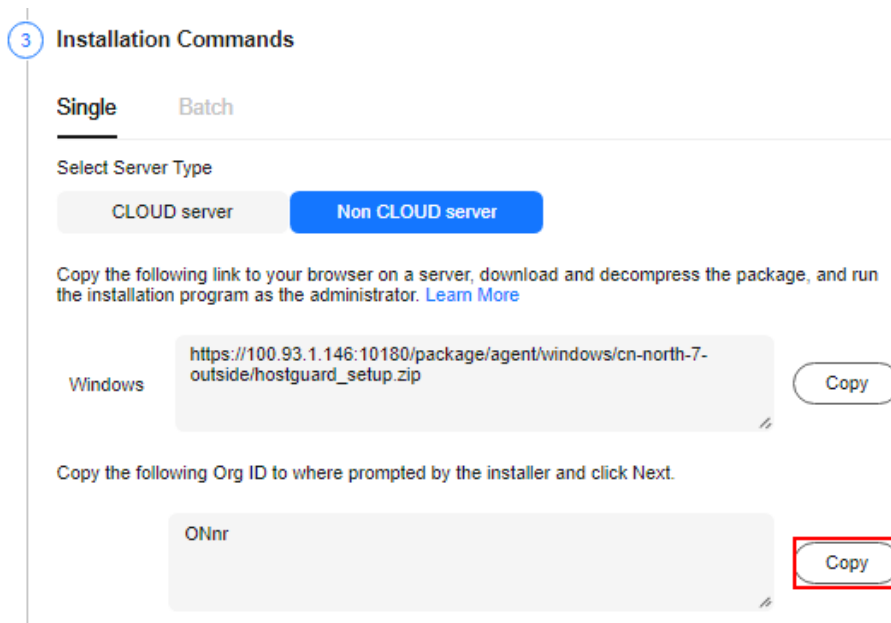 3 Installation Commands
Single Batch
Select Server Type
CLOUD server Non CLOUD server
Copy the following link to your browser on a server, download and decompress the package, and run
the installation program as the administrator. Learn More
https://100.93.1.146:10180/package/agent/windows/cn-north-7-
outside/hostguard_setup.zip
Windows
Copy
Copy the following Org ID to where prompted by the installer and click Next.
ONnr
Copy